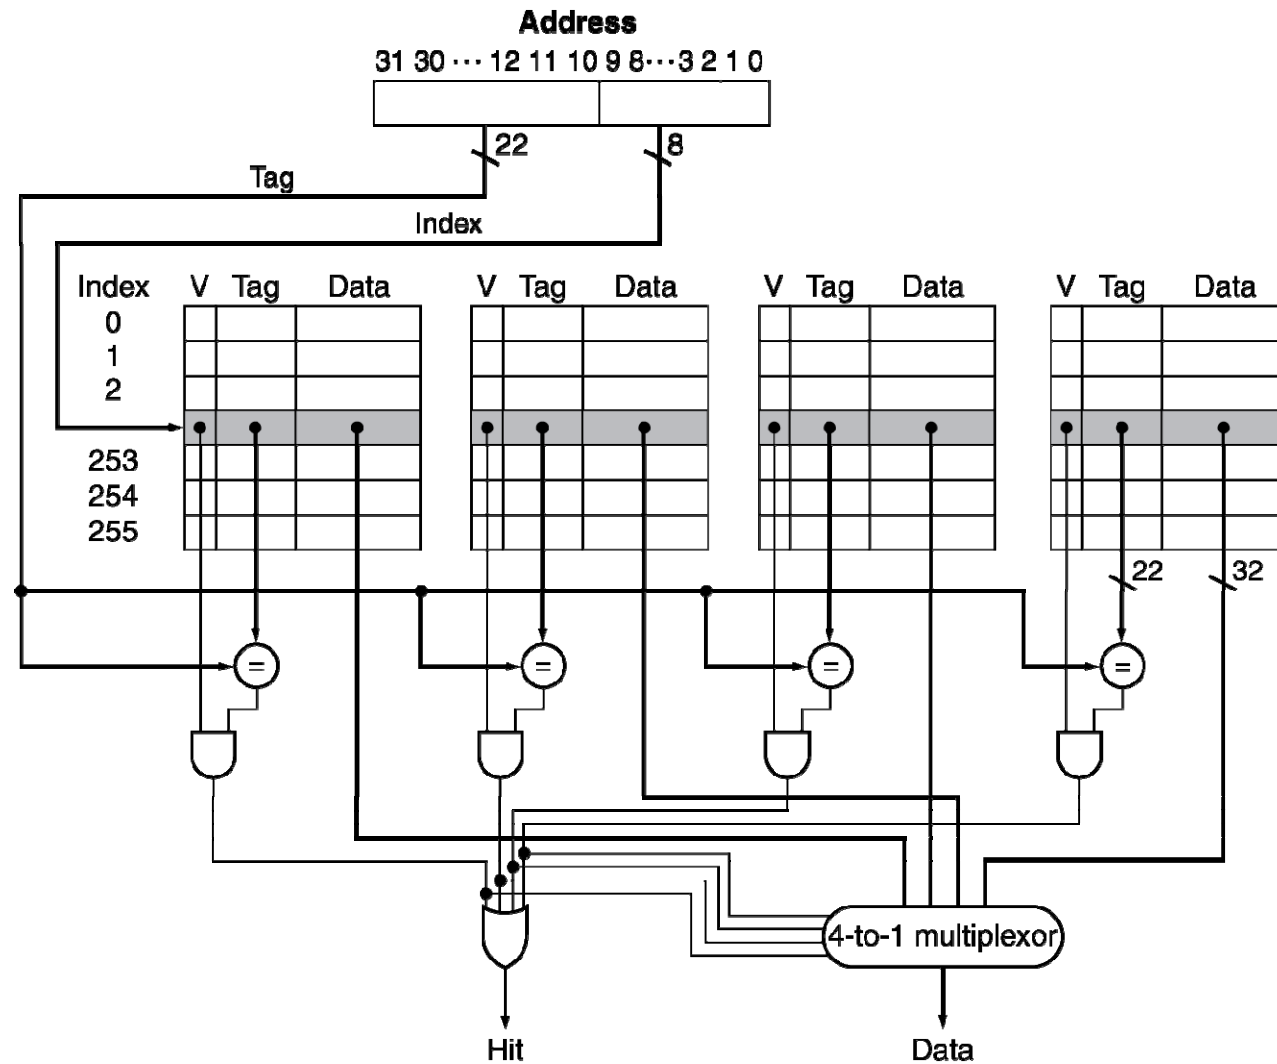 Address
31 30 ··· 12 11 10 9 8 ··· 3 2 1 0
22
8
Tag
Index
Index V Tag Data V Tag Data V Tag Data V Tag Data
0
1
2
253
254
255
22
32
= = = =
4-to-1 multiplexor
Hit
Data